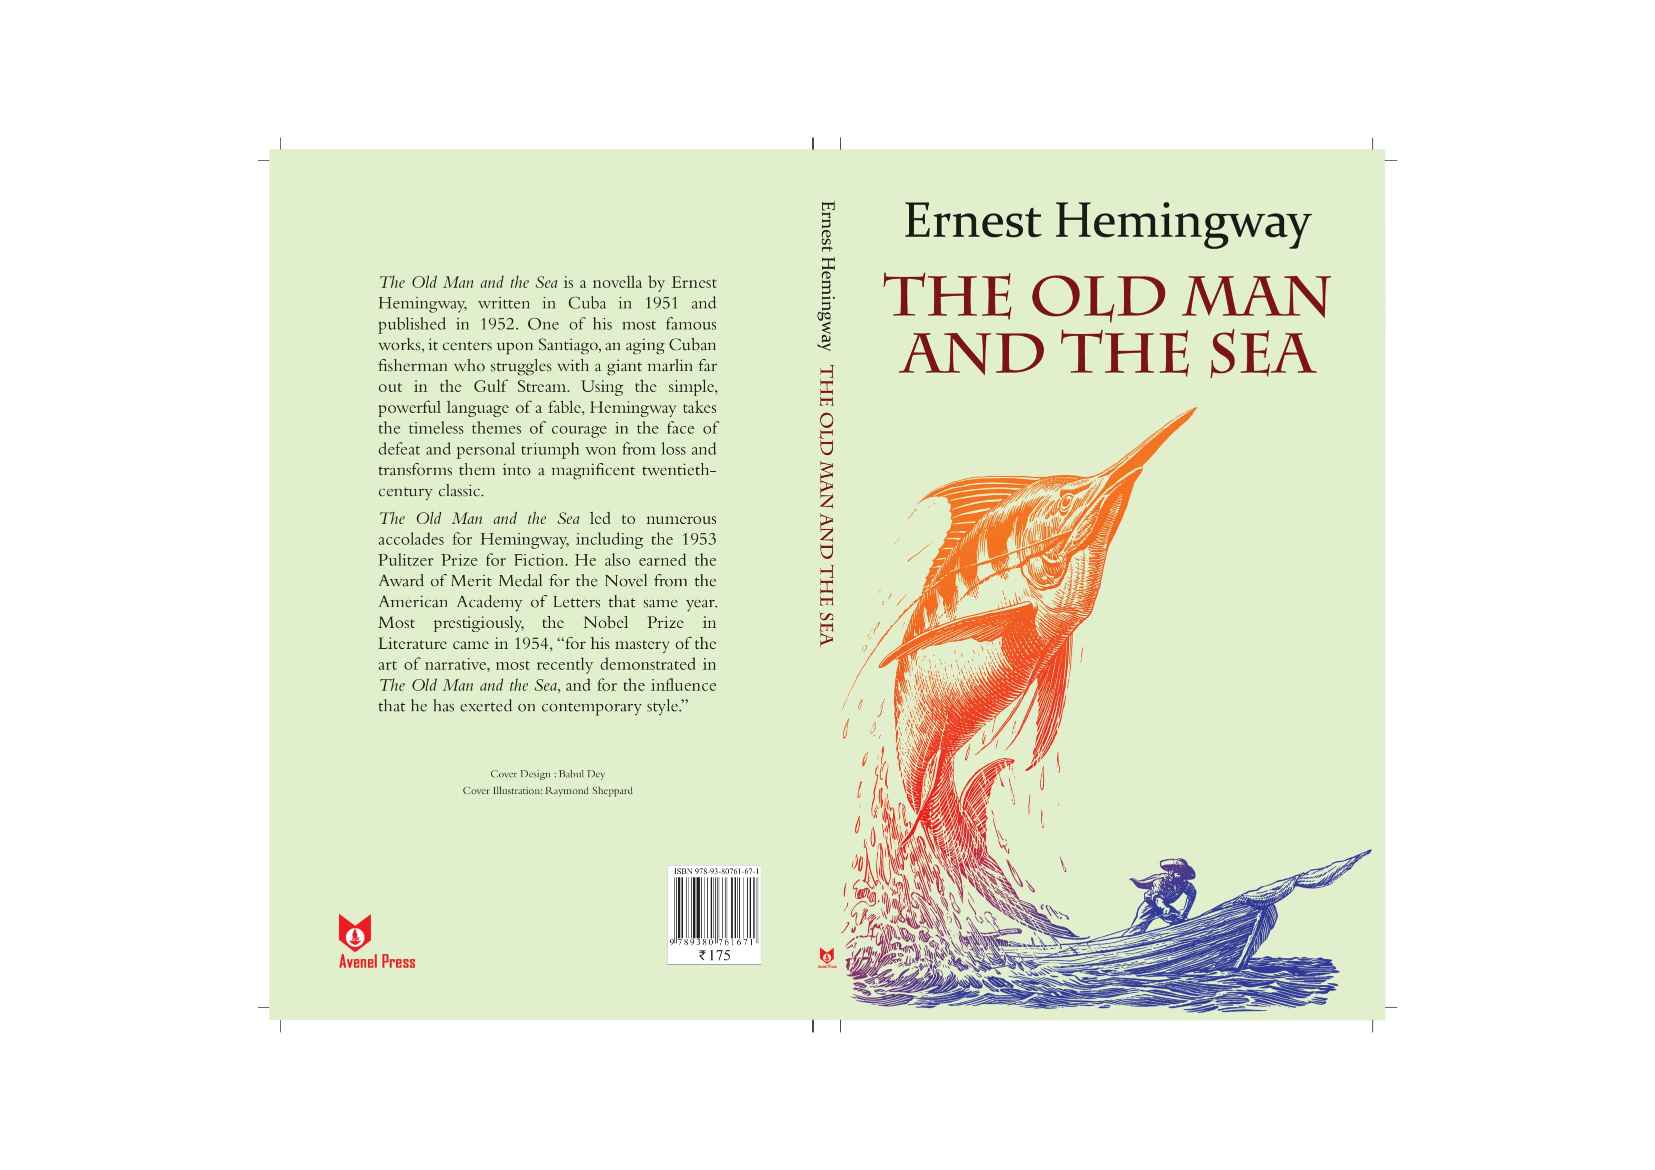 The Old Man and the Sea is a novella by Ernest
Hemingway, written in Cuba in 1951 and
published in 1952. One of his most famous
works, it centers upon Santiago, an aging Cuban
fisherman who struggles with a giant marlin far
out in the Gulf Stream. Using the simple,
powerful language of a fable, Hemingway takes
the timeless themes of courage in the face of
defeat and personal triumph won from loss and
transforms them into a magnificent twentieth-
century classic.
The Old Man and the Sea led to numerous
accolades for Hemingway, including the 1953
Pulitzer Prize for Fiction. He also earned the
Award of Merit Medal for the Novel from the
American Academy of Letters that same year.
Most prestigiously, the Nobel Prize in
Literature came in 1954, “for his mastery of the
art of narrative, most recently demonstrated in
The Old Man and the Sea, and for the influence
that he has exerted on contemporary style.”
Cover Design : Babul Dey
Cover Illustration: Raymond Sheppard
Avenel Press
ISBN 978-93-80761-67-1
9 789380 761671
₹ 175
Ernest Hemingway THE OLD MAN AND THE SEA
Avenel Press
Ernest Hemingway
THE OLD MAN
AND THE SEA